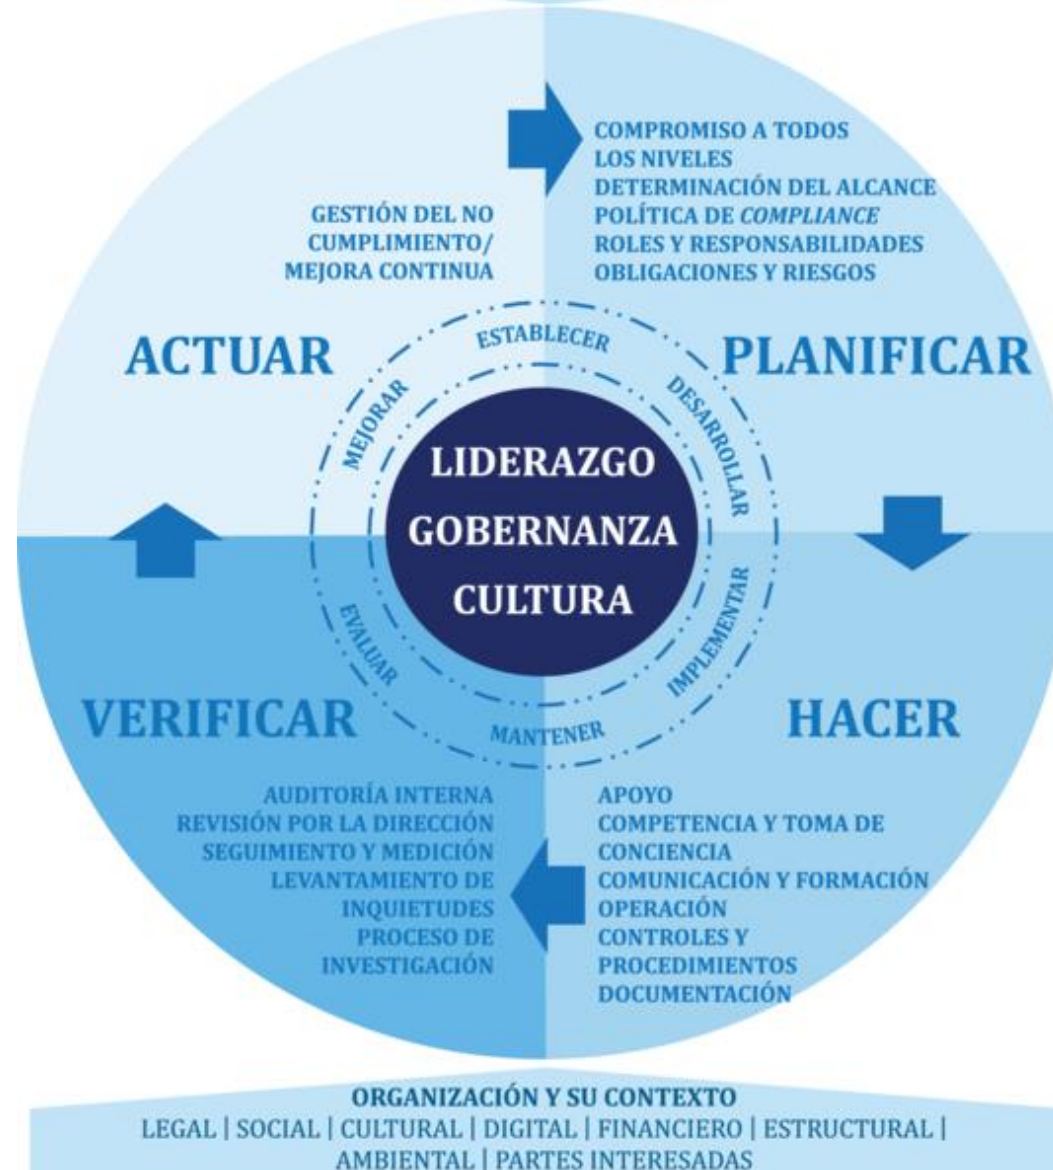 COMPROMISO A TODOS
LOS NIVELES
DETERMINACIÓN DEL ALCANCE
POLÍTICA DE COMPLIANCE
ROLES Y RESPONSABILIDADES
OBLIGACIONES Y RIESGOS
GESTIÓN DEL NO
CUMPLIMIENTO/
MEJORA CONTINUA
ACTUAR
PLANIFICAR
ESTABLECER
DESARROLLAR
IMPLEMENTAR
MANTENER
EVALUAR
MEJORAR
LIDERAZGO
GOBERNANZA
CULTURA
VERIFICAR
HACER
AUDITORÍA INTERNA
REVISIÓN POR LA DIRECCIÓN
SEGUIMIENTO Y MEDICIÓN
LEVANTAMIENTO DE
INQUIETUDES
PROCESO DE
INVESTIGACIÓN
APOYO
COMPETENCIA Y TOMA DE
CONCIENCIA
COMUNICACIÓN Y FORMACIÓN
OPERACIÓN
CONTROLES Y
PROCEDIMIENTOS
DOCUMENTACIÓN
ORGANIZACIÓN Y SU CONTEXTO
LEGAL | SOCIAL | CULTURAL | DIGITAL | FINANCIERO | ESTRUCTURAL |
AMBIENTAL | PARTES INTERESADAS